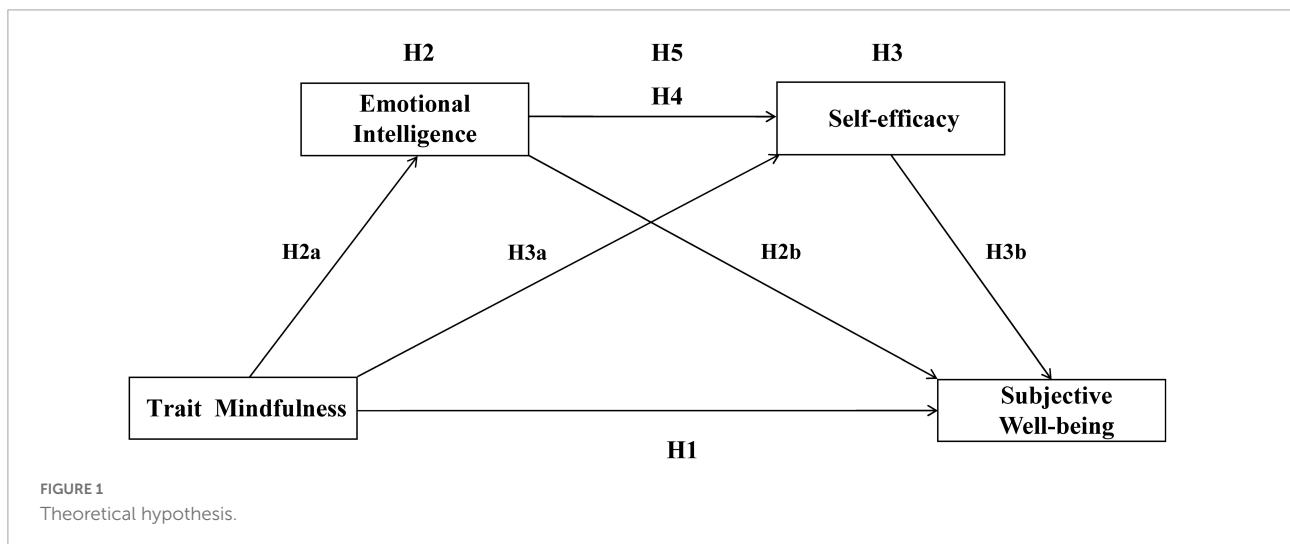 H2
H5
H3
Emotional
Intelligence
H4
Self-efficacy
H2a
H3a
H2b
H3b
Trait Mindfulness
Subjective
Well-being
H1
FIGURE 1
Theoretical hypothesis.